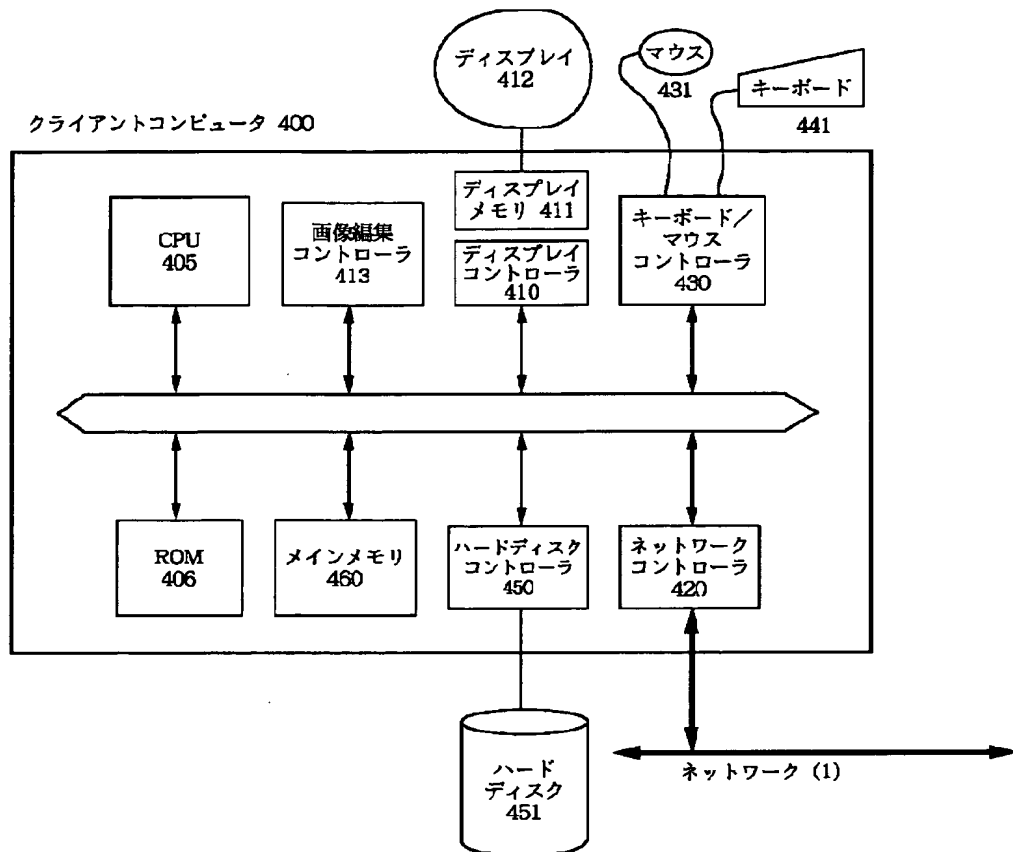 ディスプレイ
412
マウス
431
キーボード
441
クライアントコンピュータ 400
CPU
405
画像編集
コントローラ
413
ディスプレイ
メモリ 411
ディスプレイ
コントローラ
410
キーボード／
マウス
コントローラ
430
ROM
406
メインメモリ
460
ハードディスク
コントローラ
450
ネットワーク
コントローラ
420
ハード
ディスク
451
ネットワーク (1)